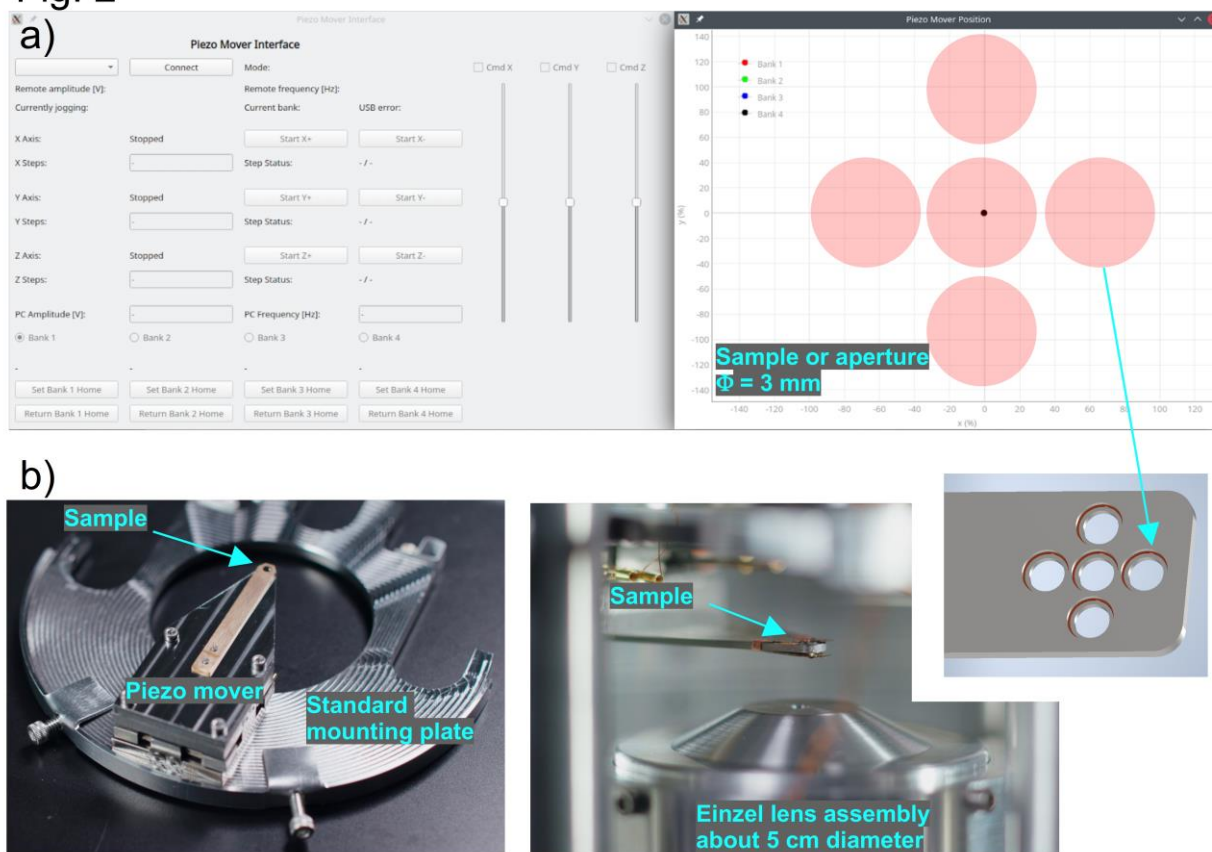 Fig. 2
a)
Piezo Mover Interface
Piezo Mover Interface
Connect
Mode:
Cmd X
Cmd Y
Cmd Z
Remote amplitude [V]:
Remote frequency [Hz]:
Currently jogging:
Current bank:
USB error:
X Axis:
Stopped
Start X+
Start X-
X Steps:
-
Step Status:
- / -
Y Axis:
Stopped
Start Y+
Start Y-
Y Steps:
-
Step Status:
- / -
Z Axis:
Stopped
Start Z+
Start Z-
Z Steps:
-
Step Status:
- / -
PC Amplitude [V]:
-
PC Frequency [Hz]:
-
Bank 1
Bank 2
Bank 3
Bank 4
-
-
-
-
Set Bank 1 Home
Set Bank 2 Home
Set Bank 3 Home
Set Bank 4 Home
Return Bank 1 Home
Return Bank 2 Home
Return Bank 3 Home
Return Bank 4 Home
Piezo Mover Position
140
120
100
80
60
40
20
0
-20
-40
-60
-80
-100
-120
-140
y (%)
Bank 1
Bank 2
Bank 3
Bank 4
Sample or aperture
Φ = 3 mm
-140 -120 -100 -80 -60 -40 -20 0 20 40 60 80 100 120
x (%)
b)
Sample
Piezo mover
Standard
mounting plate
Sample
Einzel lens assembly
about 5 cm diameter